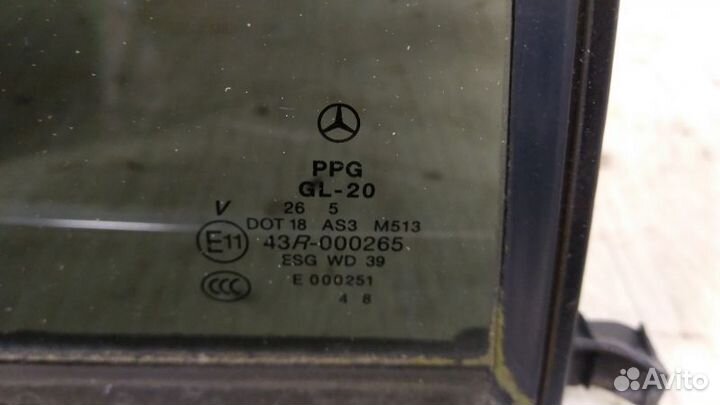 PPG
GL-20
V 26 5
DOT 18 AS3 M513
E11 43R-000265
ESG WD 39
CCC E 000251
4 8
Avito